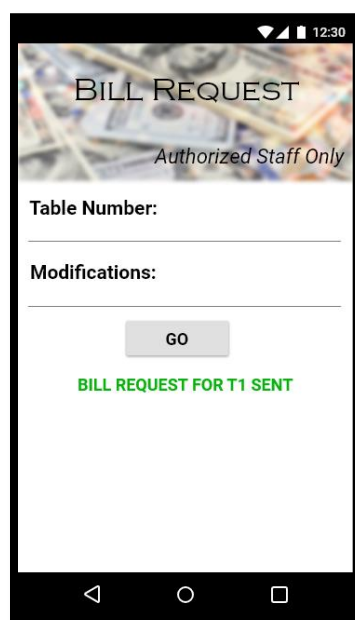 12:30
Bill Request
Authorized Staff Only
Table Number:
Modifications:
GO
BILL REQUEST FOR T1 SENT